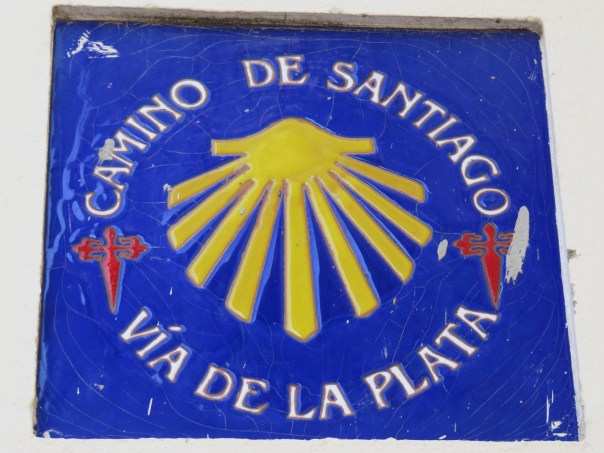 CAMINO DE SANTIAGO
VÍA DE LA PLATA